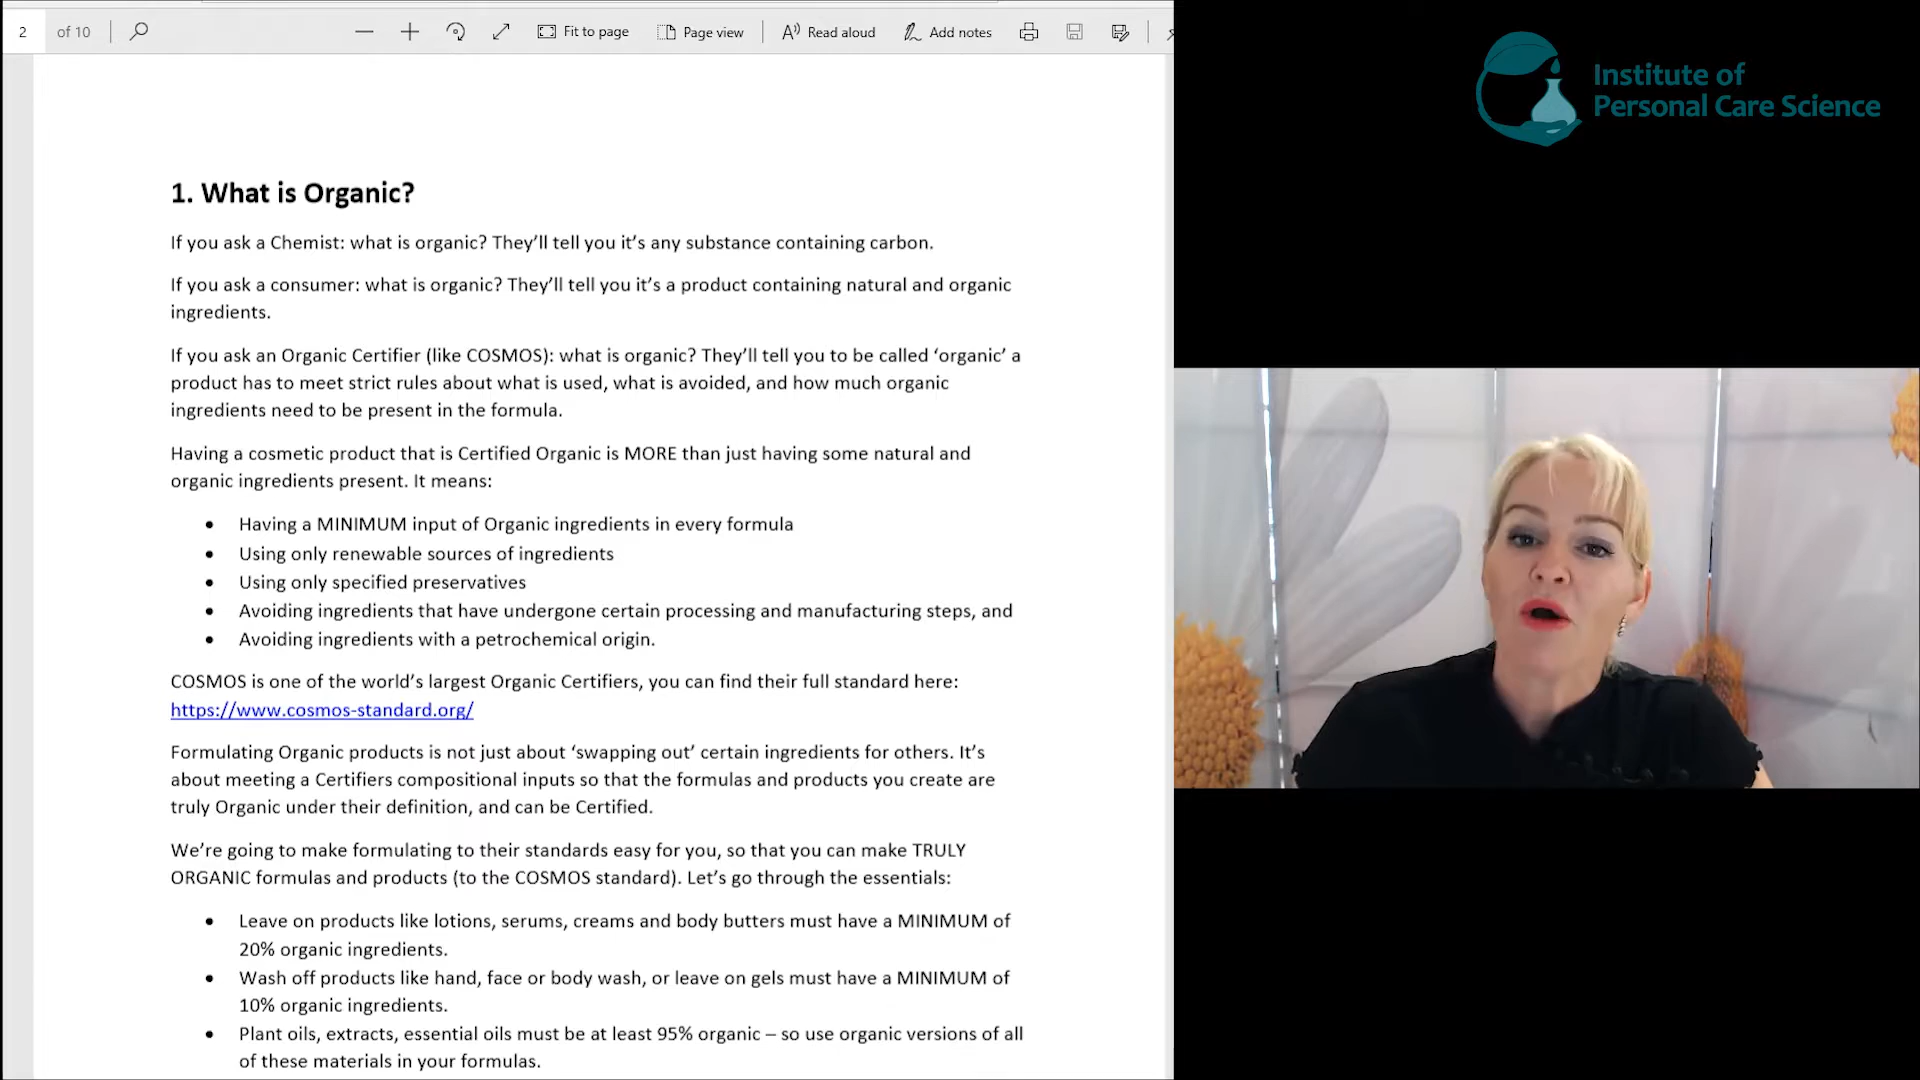 2 of 10 Fit to page Page view Read aloud Add notes
Institute of
Personal Care Science
1. What is Organic?
If you ask a Chemist: what is organic? They’ll tell you it’s any substance containing carbon.
If you ask a consumer: what is organic? They’ll tell you it’s a product containing natural and organic
ingredients.
If you ask an Organic Certifier (like COSMOS): what is organic? They’ll tell you to be called ‘organic’ a
product has to meet strict rules about what is used, what is avoided, and how much organic
ingredients need to be present in the formula.
Having a cosmetic product that is Certified Organic is MORE than just having some natural and
organic ingredients present. It means:
• Having a MINIMUM input of Organic ingredients in every formula
• Using only renewable sources of ingredients
• Using only specified preservatives
• Avoiding ingredients that have undergone certain processing and manufacturing steps, and
• Avoiding ingredients with a petrochemical origin.
COSMOS is one of the world’s largest Organic Certifiers, you can find their full standard here:
https://www.cosmos-standard.org/
Formulating Organic products is not just about ‘swapping out’ certain ingredients for others. It’s
about meeting a Certifiers compositional inputs so that the formulas and products you create are
truly Organic under their definition, and can be Certified.
We’re going to make formulating to their standards easy for you, so that you can make TRULY
ORGANIC formulas and products (to the COSMOS standard). Let’s go through the essentials:
• Leave on products like lotions, serums, creams and body butters must have a MINIMUM of
20% organic ingredients.
• Wash off products like hand, face or body wash, or leave on gels must have a MINIMUM of
10% organic ingredients.
• Plant oils, extracts, essential oils must be at least 95% organic – so use organic versions of all
of these materials in your formulas.